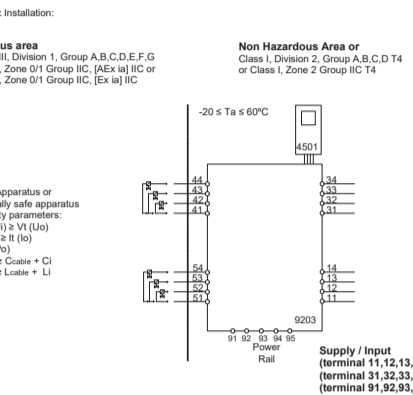 Installation:
us area
III, Division 1, Group A,B,C,D,E,F,G
, Zone 0/1 Group IIC, [AEx ia] IIC or
, Zone 0/1 Group IIC, [Ex ia] IIC
Non Hazardous Area or
Class I, Division 2, Group A,B,C,D T4
or Class I, Zone 2 Group IIC T4
-20 ≤ Ta ≤ 60ºC
4501
44
43
42
41
34
33
32
31
Apparatus or
ally safe apparatus
ty parameters:
i) ≥ Vt (Uo)
≥ It (Io)
Po)
≥ Ccable + Ci
≥ Lcable + Li
54
53
52
51
14
13
12
11
9203
91 92 93 94 95
Power
Rail
Supply / Input
(terminal 11,12,13,
(terminal 31,32,33,
(terminal 91,92,93,